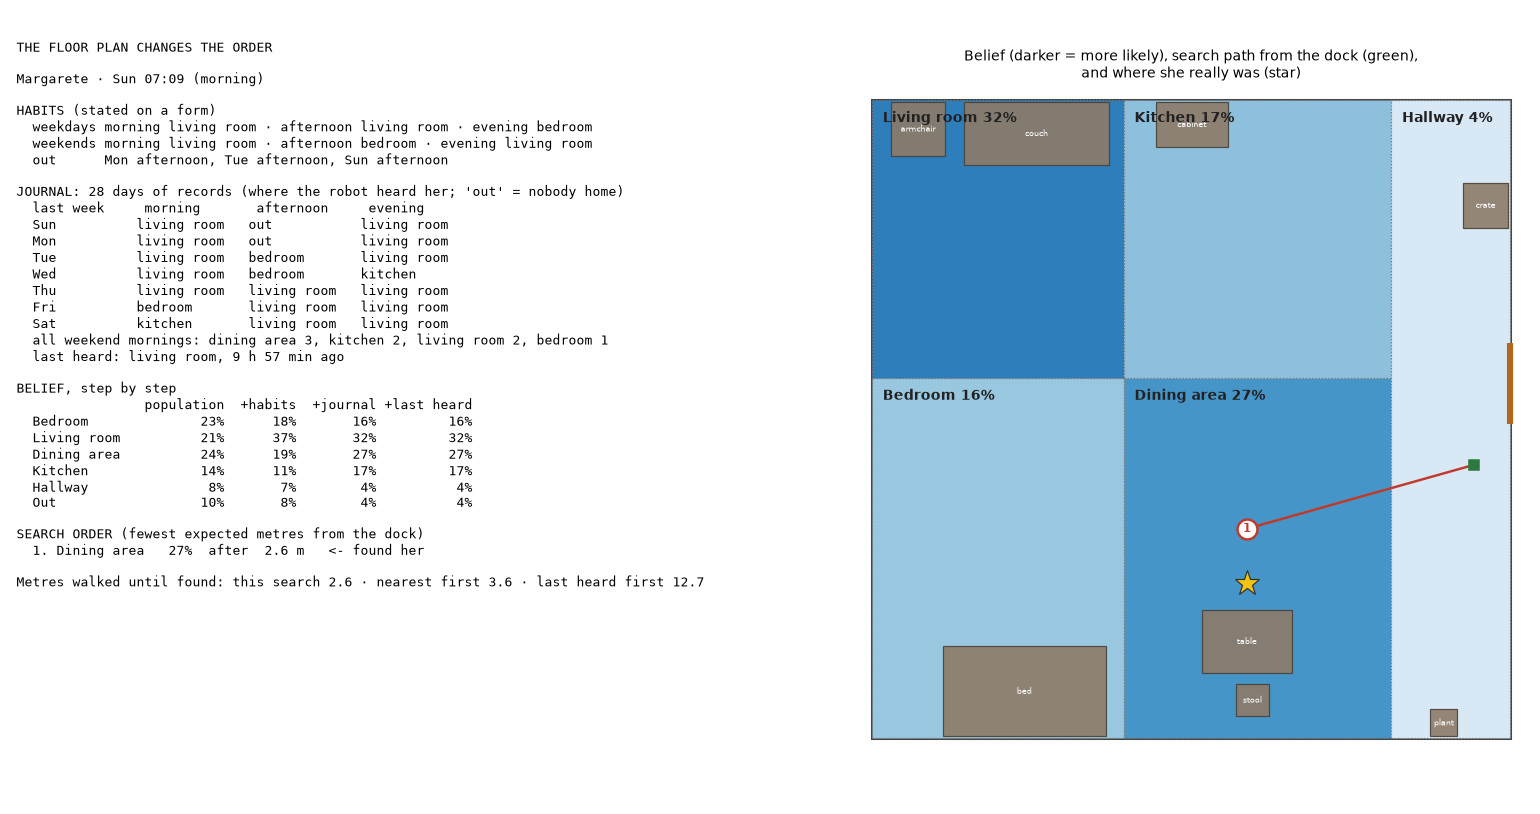 THE FLOOR PLAN CHANGES THE ORDER
Margarete · Sun 07:09 (morning)
HABITS (stated on a form)
weekdays morning living room · afternoon living room · evening bedroom
weekends morning living room · afternoon bedroom · evening living room
out Mon afternoon, Tue afternoon, Sun afternoon
JOURNAL: 28 days of records (where the robot heard her; 'out' = nobody home)
last week morning afternoon evening
Sun living room out living room
Mon living room out living room
Tue living room bedroom living room
Wed living room bedroom kitchen
Thu living room living room living room
Fri bedroom living room living room
Sat kitchen living room living room
all weekend mornings: dining area 3, kitchen 2, living room 2, bedroom 1
last heard: living room, 9 h 57 min ago
BELIEF, step by step
population +habits +journal +last heard
Bedroom 23% 18% 16% 16%
Living room 21% 37% 32% 32%
Dining area 24% 19% 27% 27%
Kitchen 14% 11% 17% 17%
Hallway 8% 7% 4% 4%
Out 10% 8% 4% 4%
SEARCH ORDER (fewest expected metres from the dock)
1. Dining area 27% after 2.6 m <- found her
Metres walked until found: this search 2.6 · nearest first 3.6 · last heard first 12.7
Belief (darker = more likely), search path from the dock (green),
and where she really was (star)
Living room 32%
armchair
couch
Kitchen 17%
cabinet
Hallway 4%
crate
Bedroom 16%
Dining area 27%
1
table
bed
stool
plant